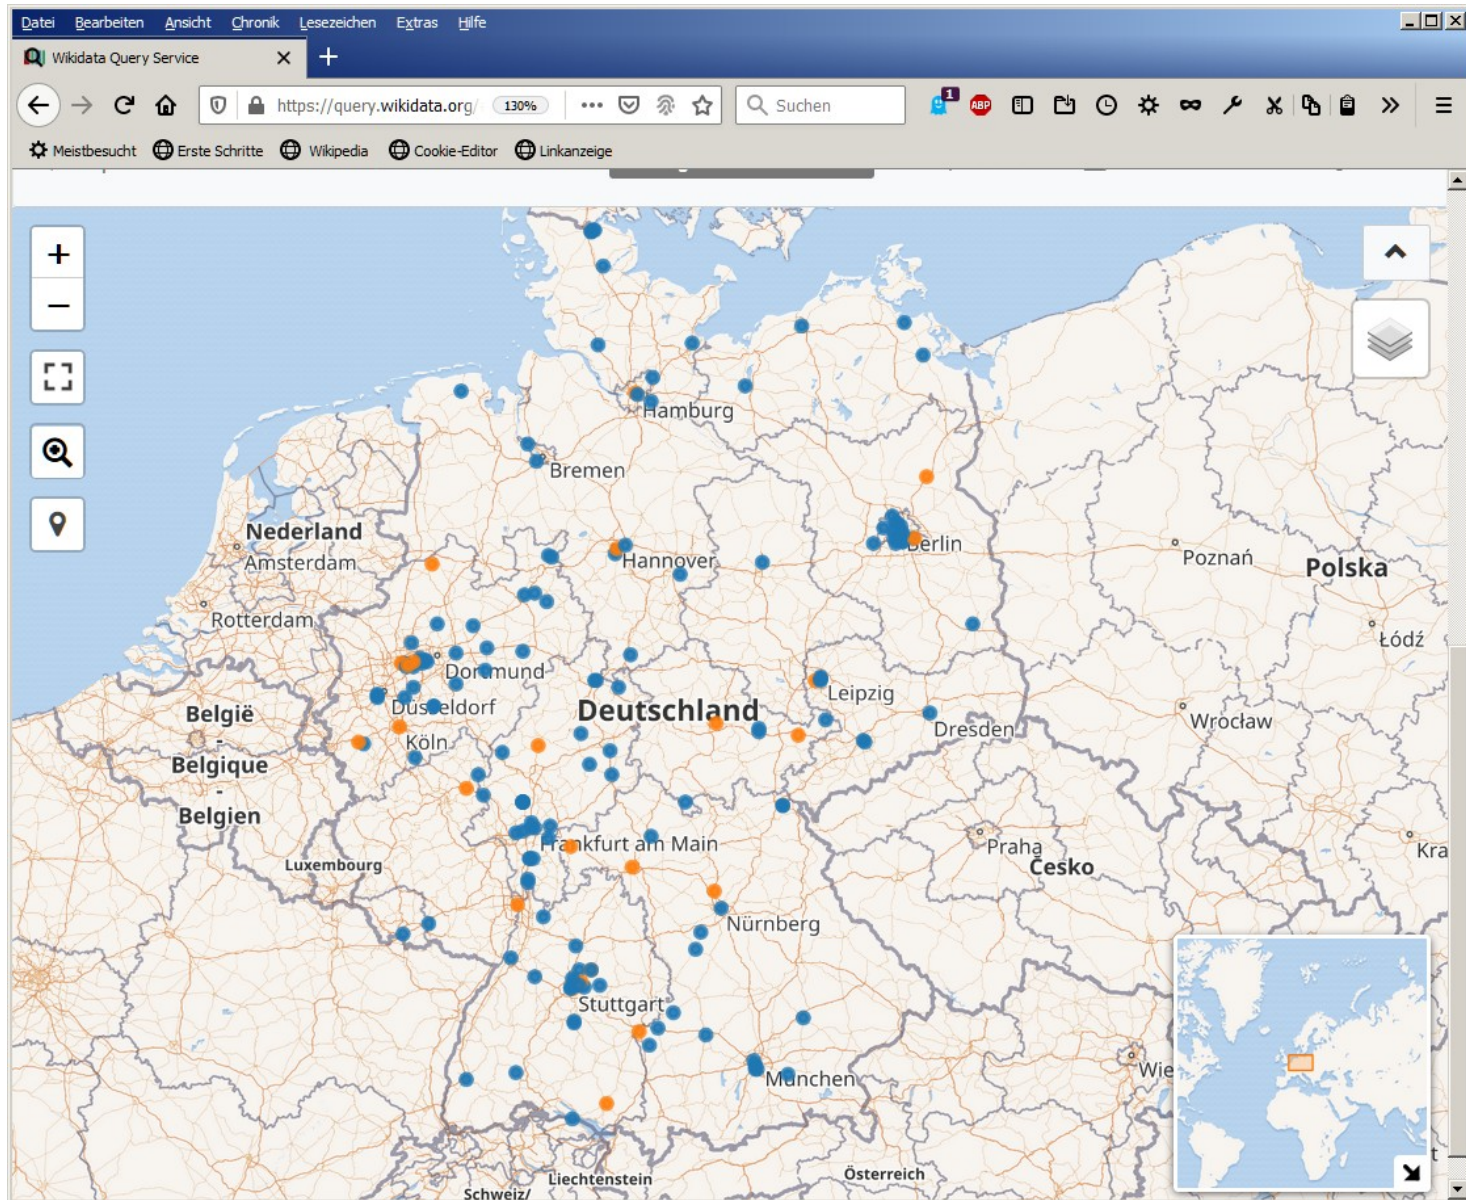 Datei Bearbeiten Ansicht Chronik Lesezeichen Extras Hilfe
Wikidata Query Service
https://query.wikidata.org/ 130% Suchen 1 ABP
Meistbesucht Erste Schritte Wikipedia Cookie-Editor Linkanzeige
+
−
Hamburg
Bremen
Nederland
Amsterdam
Hannover
Berlin
Poznań
Polska
Rotterdam
Łódź
Dortmund
Düsseldorf
Leipzig
België
-
Belgique
-
Belgien
Deutschland
Wrocław
Dresden
Köln
Frankfurt am Main
Praha
Česko
Kra
Luxembourg
Nürnberg
Stuttgart
München
Wie
Liechtenstein
Österreich
Schweiz/
t